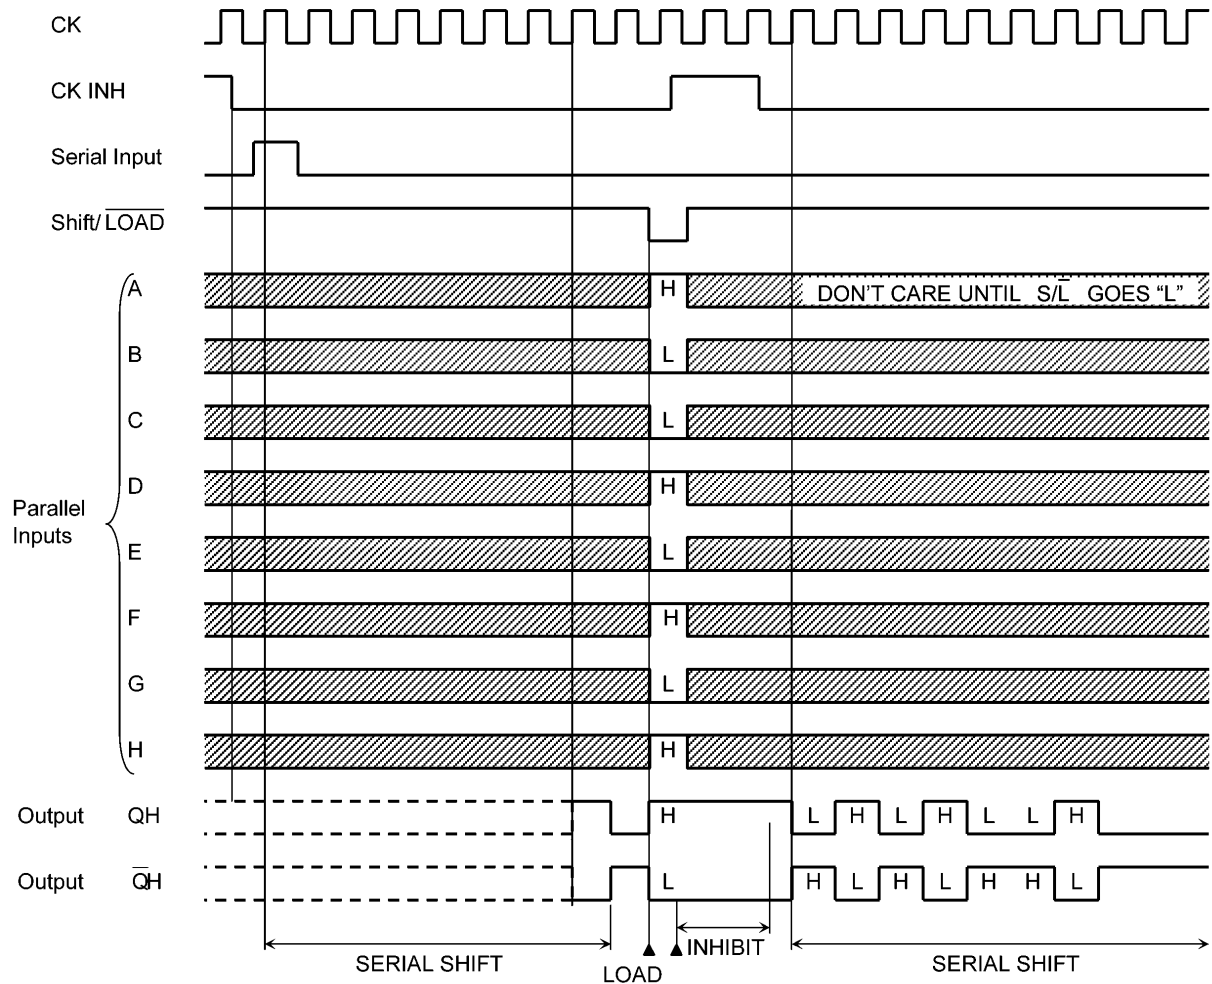 CK
CK INH
Serial Input
Shift/ LOAD
A H DON'T CARE UNTIL S/L GOES “L”
B L
C L
D H
Parallel
Inputs
E L
F H
G L
H H
Output QH H L H L H L L H
Output QH L H L H L H H L
SERIAL SHIFT LOAD INHIBIT SERIAL SHIFT